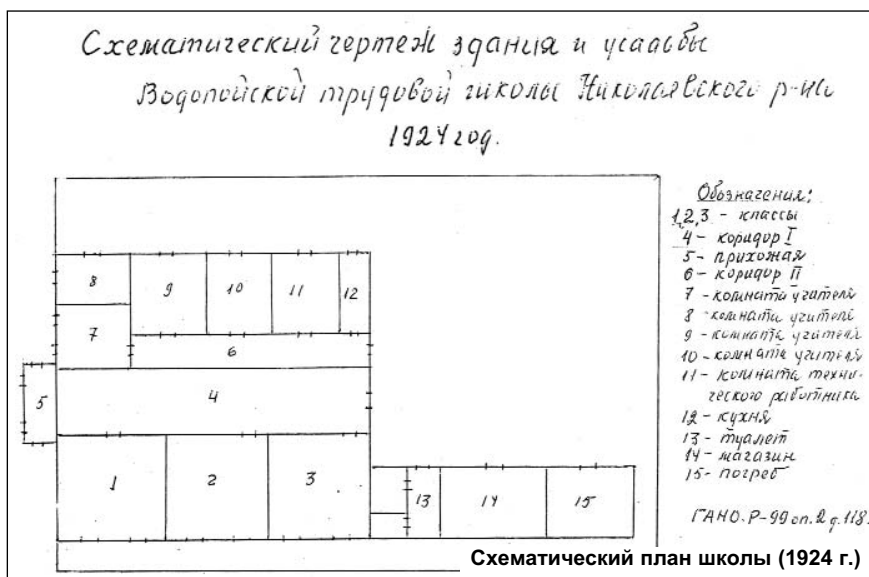 Схематический чертеж здания и усадьбы
Водопойской трудовой школы Николаевского р-на
1924 год.
Обозначения:
1,2,3 - классы
4 - коридор I
5 - прихожая
6 - коридор II
7 - комната учителя
8 - комната учителя
9 - комната учителя
10 - комната учителя
11 - комната техни-
ческого работника
12 - кухня
13 - туалет
14 - магазин
15 - погреб
ГАНО. Р-99 оп. 2 д. 118.
8
9
10
11
12
7
6
5
4
1
2
3
13
14
15
Схематический план школы (1924 г.)